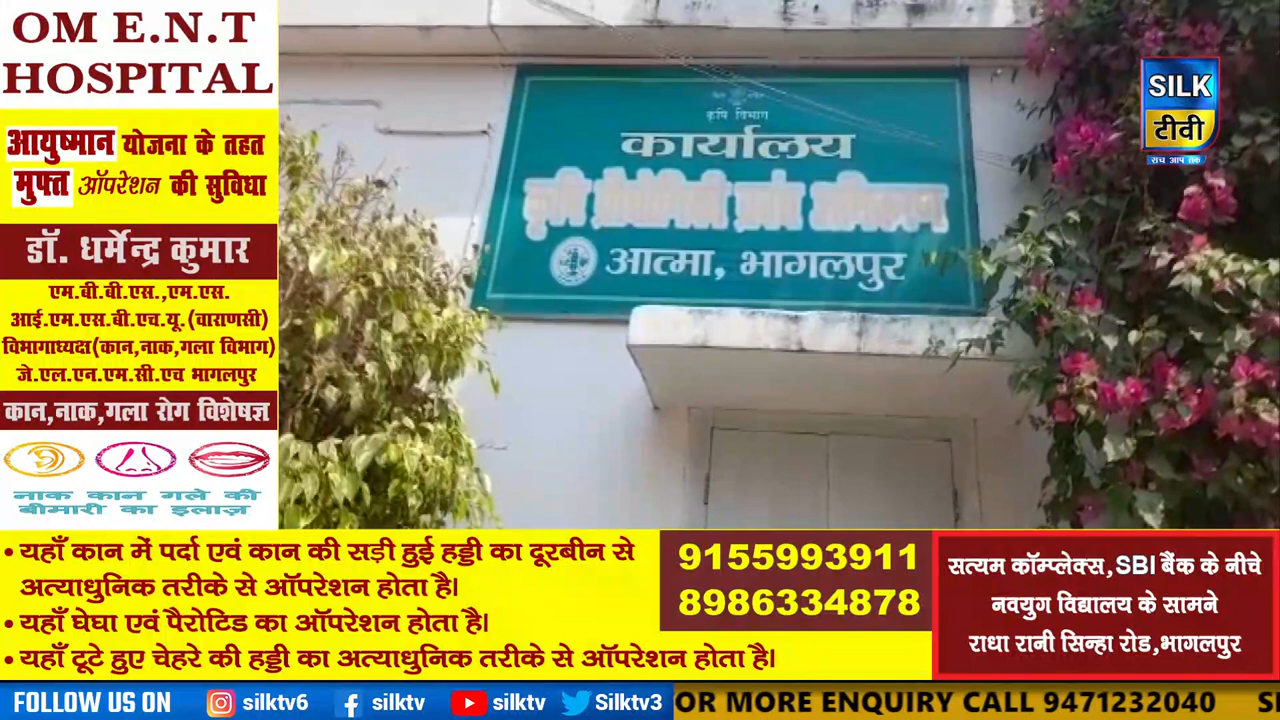 OM E.N.T
HOSPITAL
आयुष्मान योजना के तहत
मुफ्त ऑपरेशन की सुविधा
डॉ. धर्मेन्द्र कुमार
एम.बी.बी.एस.,एम.एस.
आई.एम.एस.बी.एच.यू.(वाराणसी)
विभागाध्यक्ष(कान,नाक,गला विभाग)
जे.एल.एन.एम.सी.एच भागलपुर
कान,नाक,गला रोग विशेषज्ञ
नाक कान गले की
बीमारी का इलाज़
कृषि विभाग
कार्यालय
आत्मा, भागलपुर
SILK
टीवी
सच आप तक
• यहाँ कान में पर्दा एवं कान की सड़ी हुई हड्डी का दूरबीन से
अत्याधुनिक तरीके से ऑपरेशन होता है।
• यहाँ घेघा एवं पैरोटिड का ऑपरेशन होता है।
• यहाँ टूटे हुए चेहरे की हड्डी का अत्याधुनिक तरीके से ऑपरेशन होता है।
9155993911
8986334878
सत्यम कॉम्प्लेक्स,SBI बैंक के नीचे
नवयुग विद्यालय के सामने
राधा रानी सिन्हा रोड,भागलपुर
FOLLOW US ON silktv6 silktv silktv Silktv3 OR MORE ENQUIRY CALL 9471232040